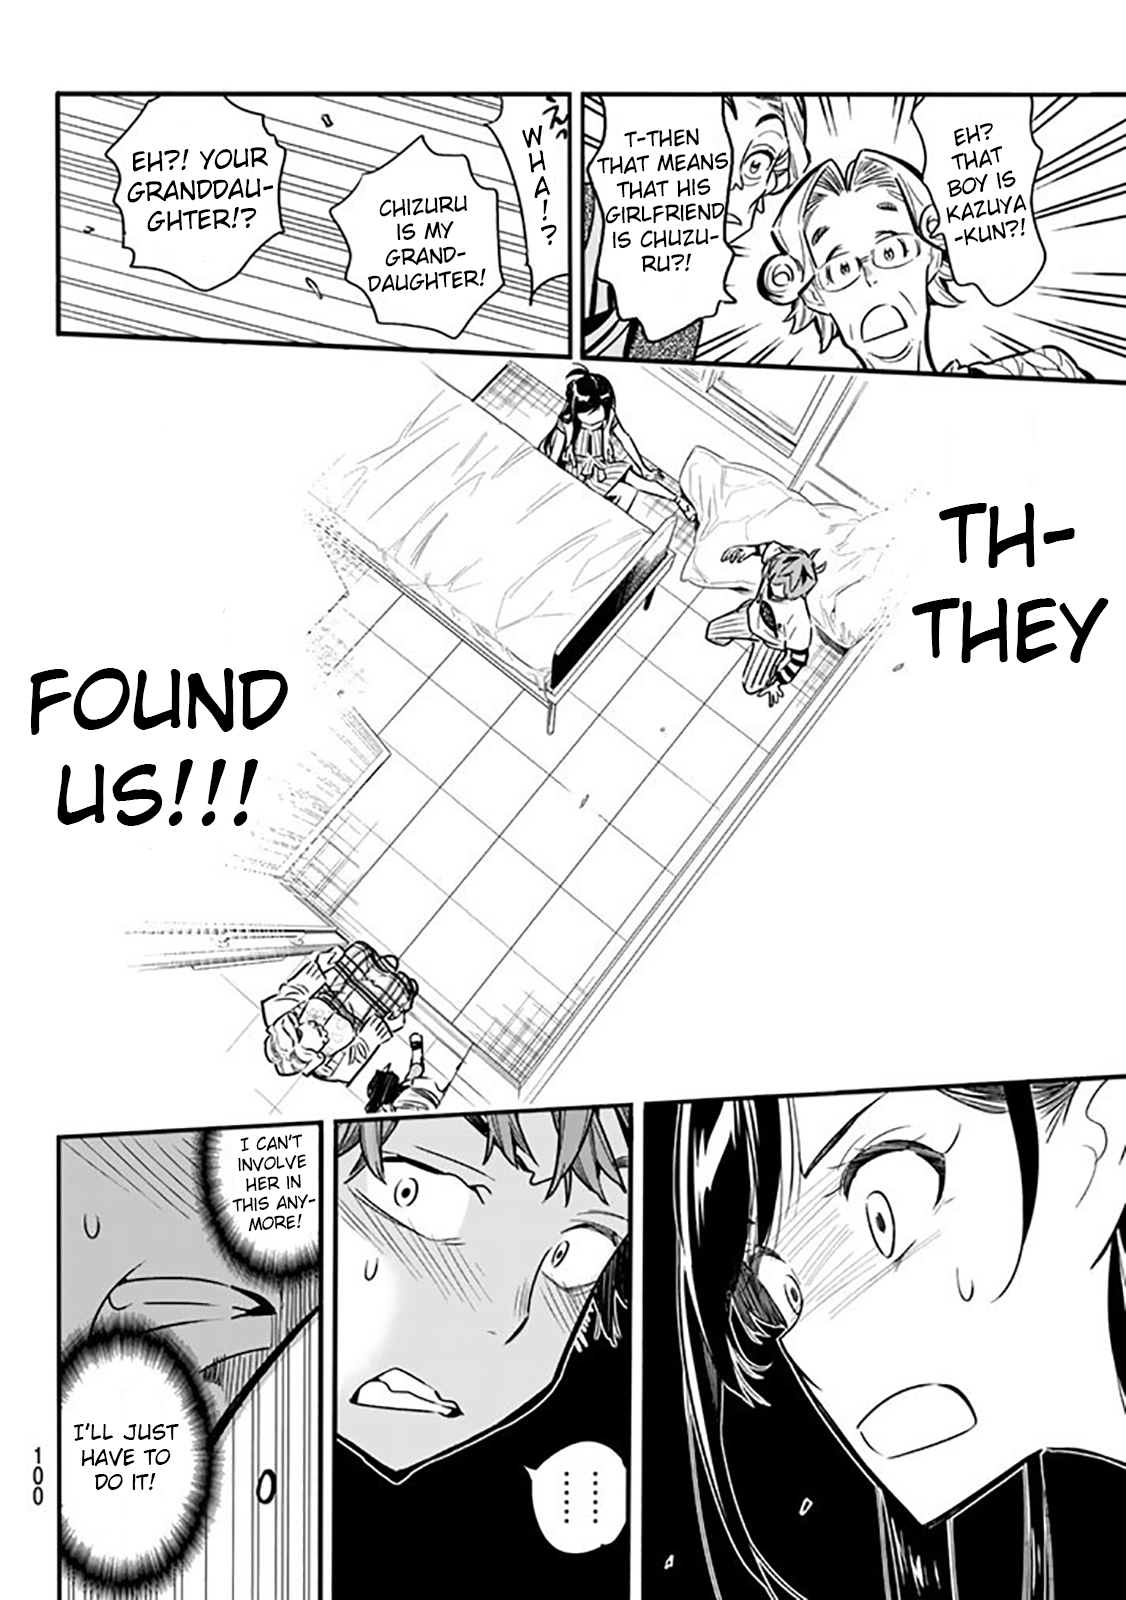 EH?
THAT
BOY IS
KAZUYA
-KUN?!
T-THEN
THAT MEANS
THAT HIS
GIRLFRIEND
IS CHUZU-
RU?!
え
WHA!?
CHIZURU
IS MY
GRAND-
DAUGHTER!
EH?! YOUR
GRANDDAU-
GHTER!?
TH-
THEY
FOUND
US!!!
I CAN'T
INVOLVE
HER IN
THIS ANY-
MORE!
I'LL JUST
HAVE TO
DO IT!
100